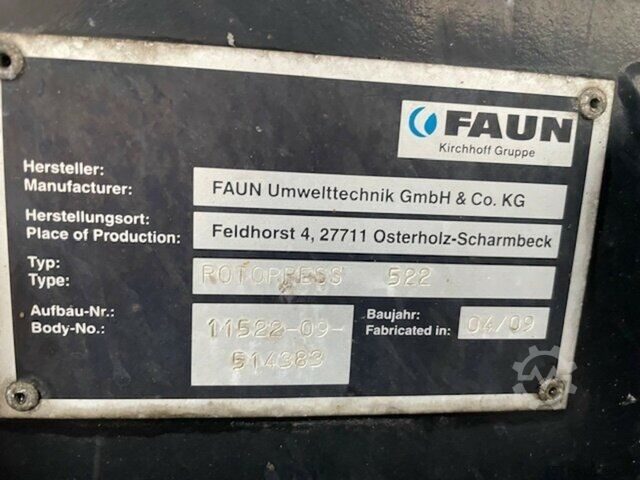 FAUN
Kirchhoff Gruppe
Hersteller:
Manufacturer:
FAUN Umwelttechnik GmbH & Co. KG
Herstellungsort:
Place of Production:
Feldhorst 4, 27711 Osterholz-Scharmbeck
Typ:
Type:
ROTOPRESS 522
Aufbau-Nr.:
Body-No.:
11522-09-
514383
Baujahr:
Fabricated in:
04/09